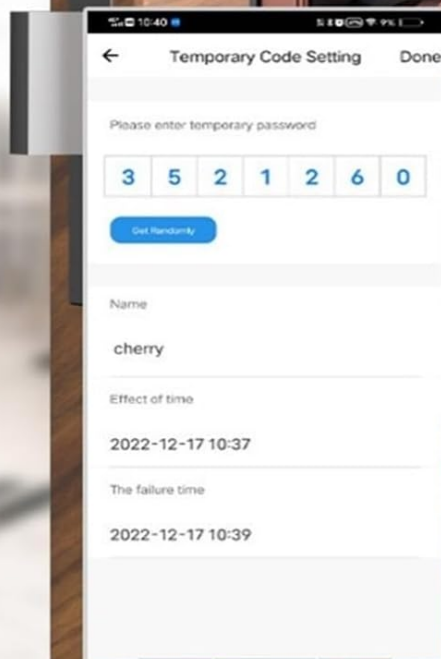 10:40
9%
Temporary Code Setting
Done
Please enter temporary password
3 5 2 1 2 6 0
Get Randomly
Name
cherry
Effect of time
2022-12-17 10:37
The failure time
2022-12-17 10:39